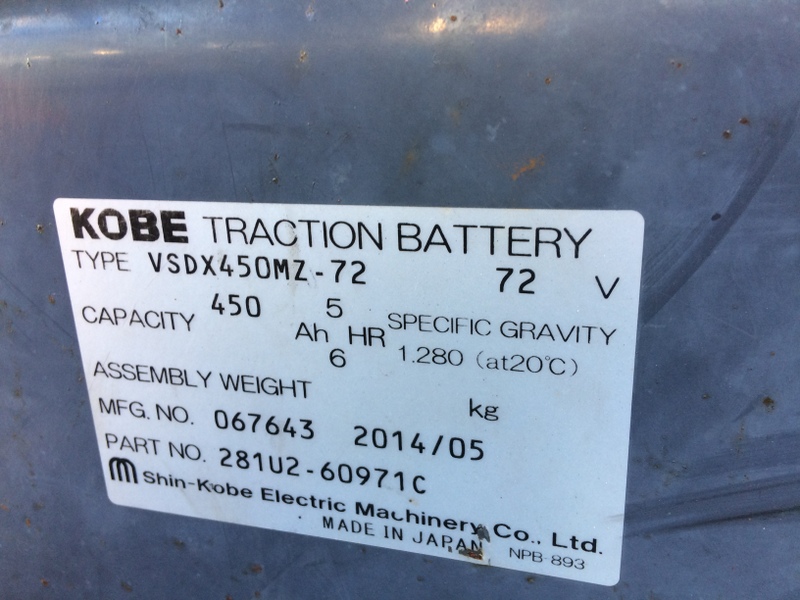 KOBE TRACTION BATTERY
TYPE VSDX450MZ-72 72 V
CAPACITY 450 Ah 5 HR SPECIFIC GRAVITY
6 1.280 (at20℃)
ASSEMBLY WEIGHT kg
MFG. NO. 067643 2014/05
PART NO. 281U2-60971C
Shin-Kobe Electric Machinery Co., Ltd.
MADE IN JAPAN NPB-893